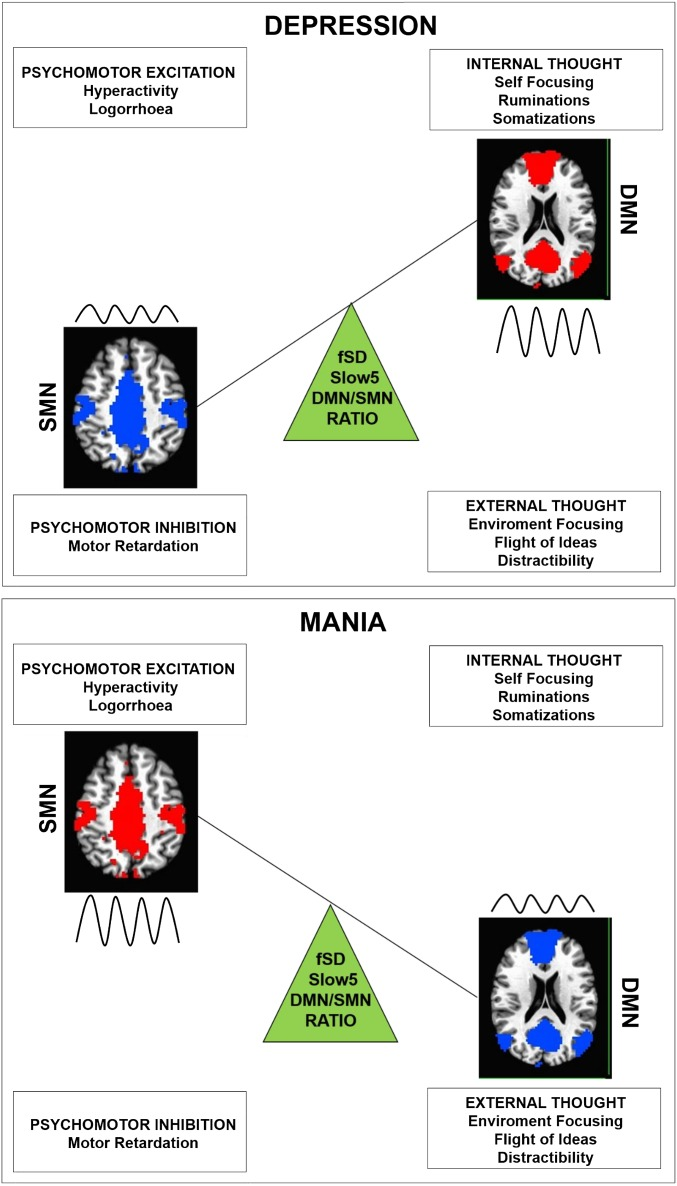 DEPRESSION
PSYCHOMOTOR EXCITATION
Hyperactivity
Logorrhoea
INTERNAL THOUGHT
Self Focusing
Ruminations
Somatizations
DMN
SMN
fSD
Slow5
DMN/SMN
RATIO
PSYCHOMOTOR INHIBITION
Motor Retardation
EXTERNAL THOUGHT
Enviroment Focusing
Flight of Ideas
Distractibility
MANIA
PSYCHOMOTOR EXCITATION
Hyperactivity
Logorrhoea
INTERNAL THOUGHT
Self Focusing
Ruminations
Somatizations
SMN
fSD
Slow5
DMN/SMN
RATIO
DMN
PSYCHOMOTOR INHIBITION
Motor Retardation
EXTERNAL THOUGHT
Enviroment Focusing
Flight of Ideas
Distractibility